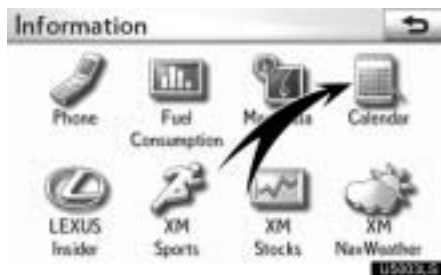 Information
Phone
Fuel
Consumption
Calendar
LEXUS
Insider
XM
Sports
XM
Stocks
XM
NavWeather